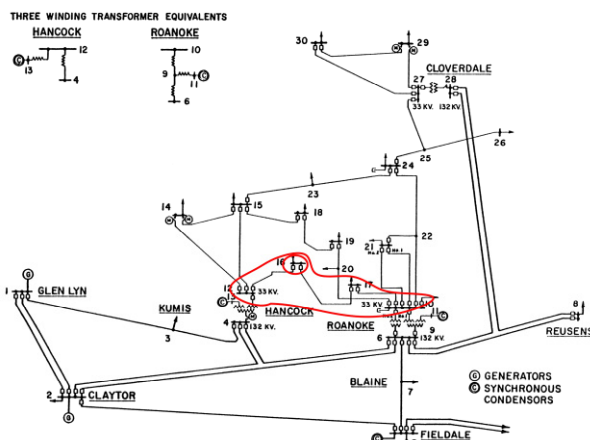 THREE WINDING TRANSFORMER EQUIVALENTS
HANCOCK
ROANOKE
12
C
13
4
10
9
C
11
6
30
29
CLOVERDALE
27
28
33 KV.
132 KV.
26
25
24
23
14
15
18
19
22
21
16
20
17
12
33 KV.
13
C
HANCOCK
33 KV.
10
11
C
ROANOKE
G
1
GLEN LYN
KUMIS
3
4
132 KV.
6
9
132 KV.
8
REUSENS
C
BLAINE
7
G GENERATORS
C SYNCHRONOUS
CONDENSORS
2
CLAYTOR
G
C
FIELDALE